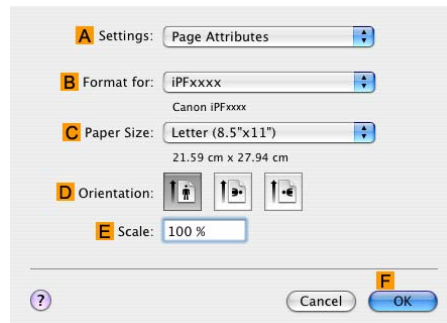 A Settings: Page Attributes
B Format for: iPFxxxx
Canon iPFxxxx
C Paper Size: Letter (8.5"x11")
21.59 cm x 27.94 cm
D Orientation:
E Scale: 100 %
F
? Cancel OK